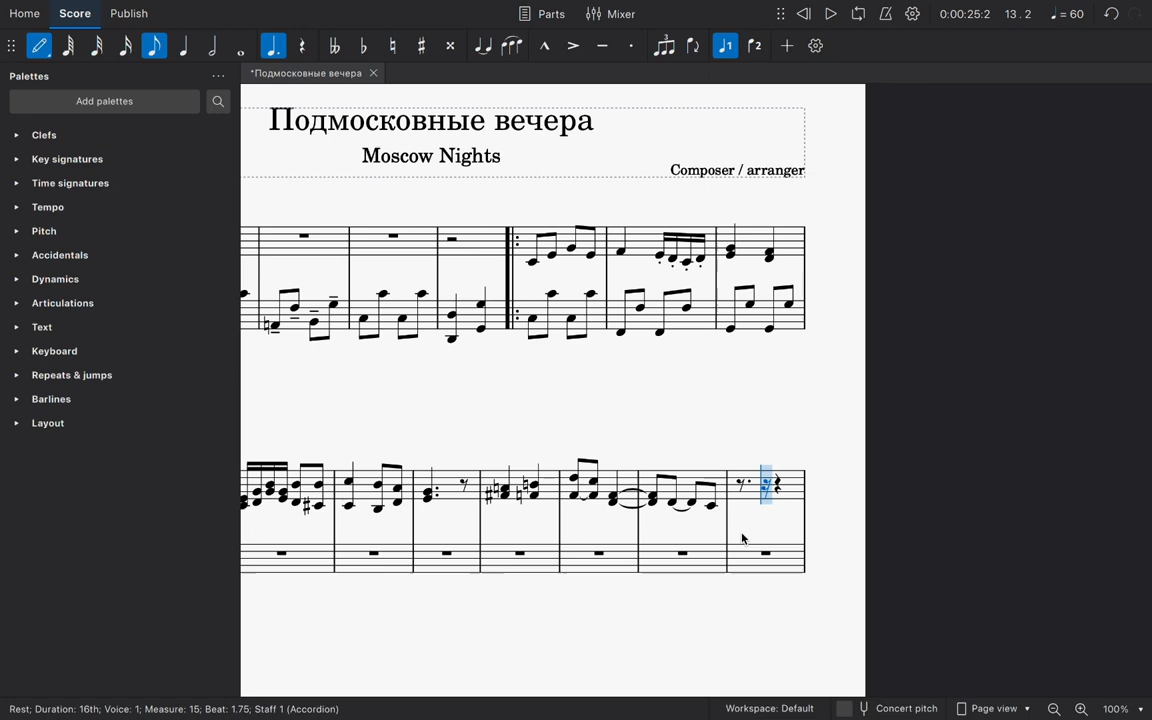 Home Score Publish Parts Mixer 0:00:25:2 13 . 2 = 60
3 1 2
Palettes
*Подмосковные вечера
Add palettes
Clefs
Key signatures
Time signatures
Tempo
Pitch
Accidentals
Dynamics
Articulations
Text
Keyboard
Repeats & jumps
Barlines
Layout
Подмосковные вечера
Moscow Nights
Composer / arranger
Rest; Duration: 16th; Voice: 1; Measure: 15; Beat: 1.75; Staff 1 (Accordion) Workspace: Default Concert pitch Page view 100%